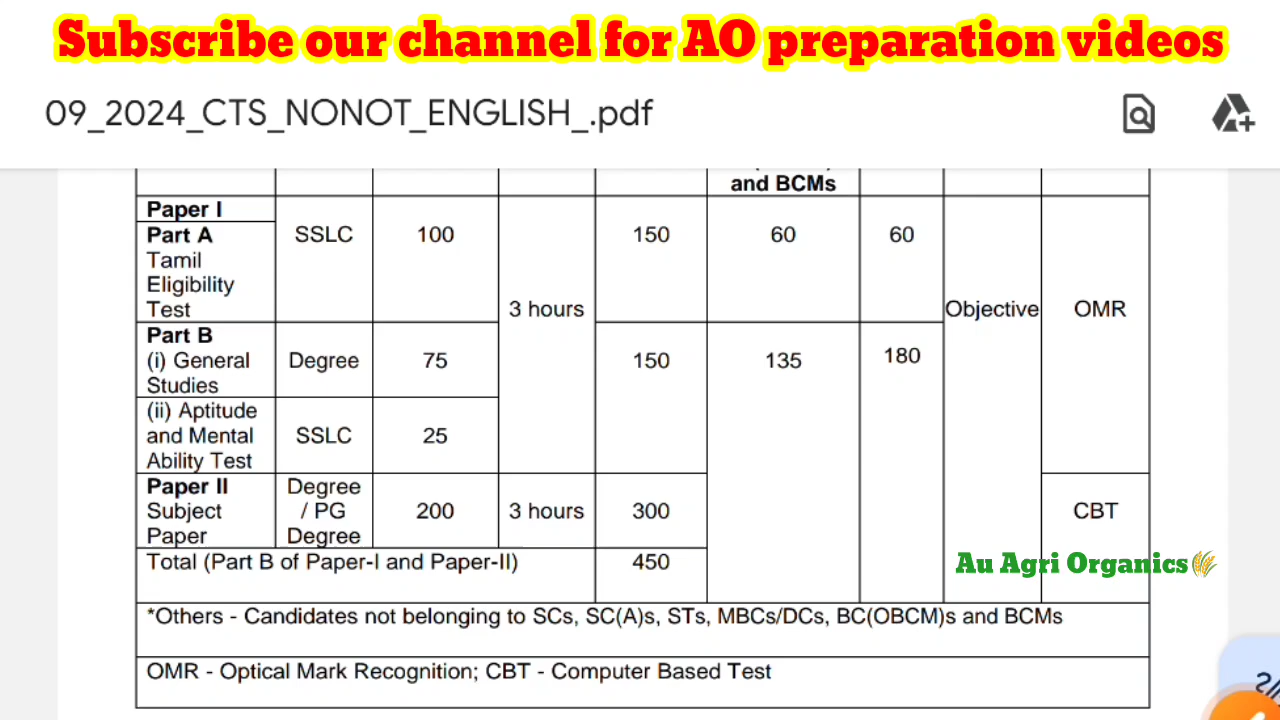 Subscribe our channel for AO preparation videos
09_2024_CTS_NONOT_ENGLISH_.pdf
and BCMs
Paper I
Part A
Tamil
Eligibility
Test
SSLC
100
3 hours
150
60
60
Objective
OMR
Part B
(i) General
Studies
Degree
75
150
135
180
(ii) Aptitude
and Mental
Ability Test
SSLC
25
Paper II
Subject
Paper
Degree
/ PG
Degree
200
3 hours
300
CBT
Total (Part B of Paper-I and Paper-II)
450
Au Agri Organics
*Others - Candidates not belonging to SCs, SC(A)s, STs, MBCs/DCs, BC(OBCM)s and BCMs
OMR - Optical Mark Recognition; CBT - Computer Based Test